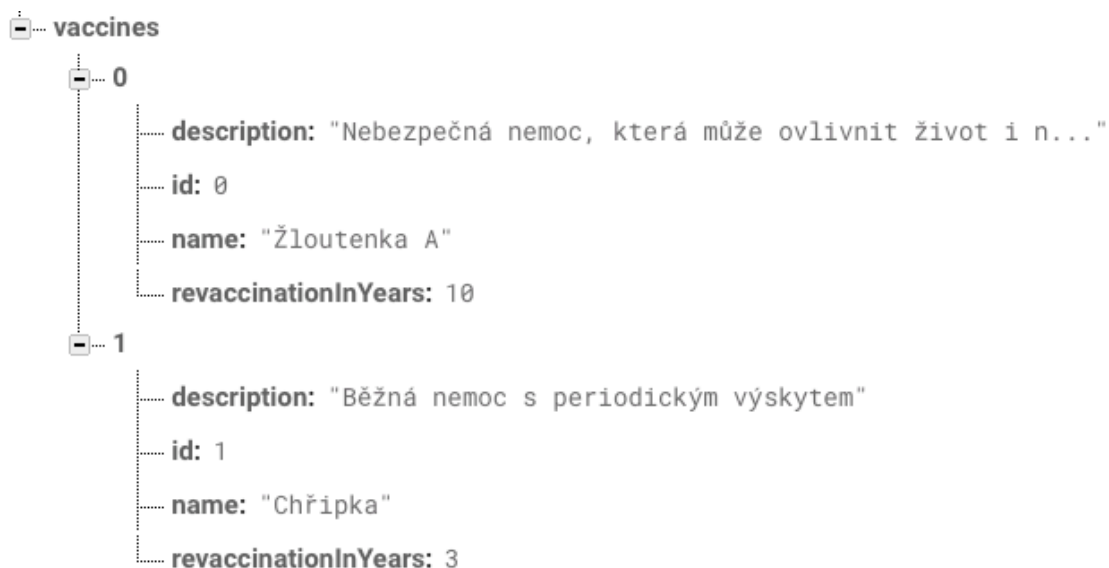 vaccines
0
description: "Nebezpečná nemoc, která může ovlivnit život i n..."
id: 0
name: "Žloutenka A"
revaccinationInYears: 10
1
description: "Běžná nemoc s periodickým výskytem"
id: 1
name: "Chřipka"
revaccinationInYears: 3